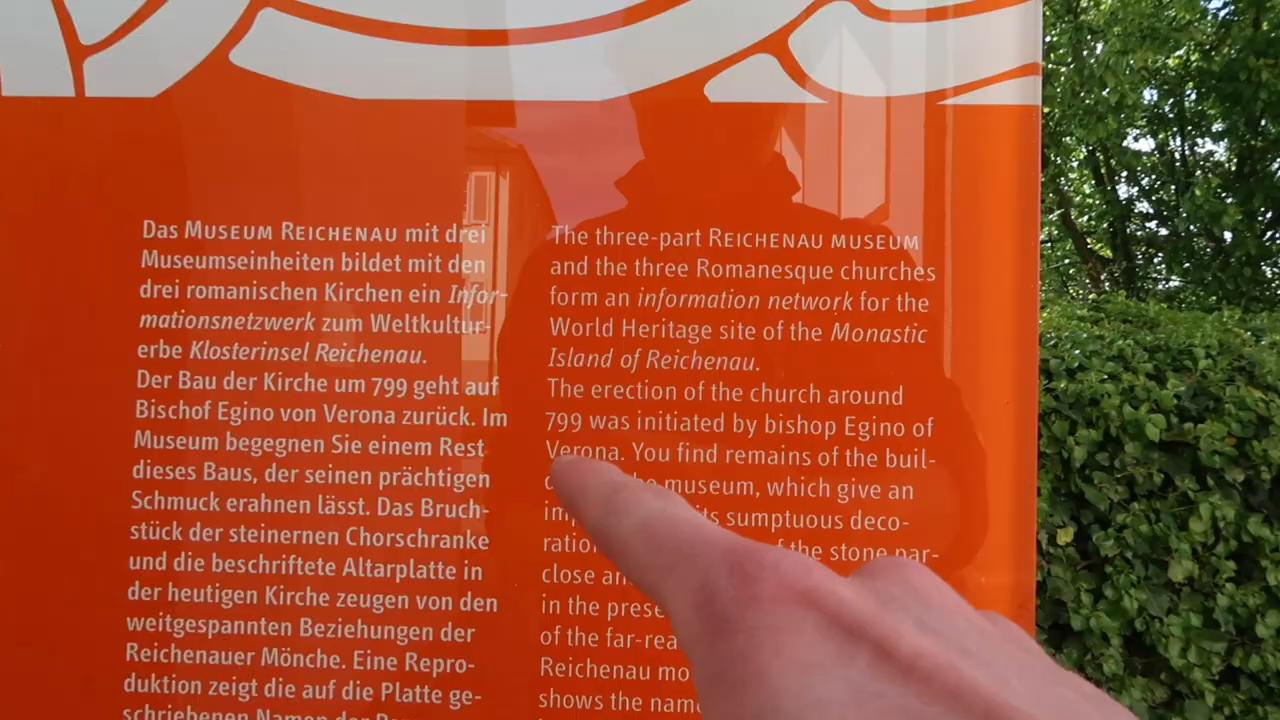 Das Museum Reichenau mit drei
Museumseinheiten bildet mit den
drei romanischen Kirchen ein Infor-
mationsnetzwerk zum Weltkultur-
erbe Klosterinsel Reichenau.
Der Bau der Kirche um 799 geht auf
Bischof Egino von Verona zurück. Im
Museum begegnen Sie einem Rest
dieses Baus, der seinen prächtigen
Schmuck erahnen lässt. Das Bruch-
stück der steinernen Chorschranke
und die beschriftete Altarplatte in
der heutigen Kirche zeugen von den
weitgespannten Beziehungen der
Reichenauer Mönche. Eine Repro-
duktion zeigt die auf die Platte ge-
schriebenen Namen der
The three-part Reichenau museum
and the three Romanesque churches
form an information network for the
World Heritage site of the Monastic
Island of Reichenau.
The erection of the church around
799 was initiated by bishop Egino of
Verona. You find remains of the buil-
museum, which give an
its sumptuous deco-
of the stone par-
close
in the
of the
Reichenau
shows the